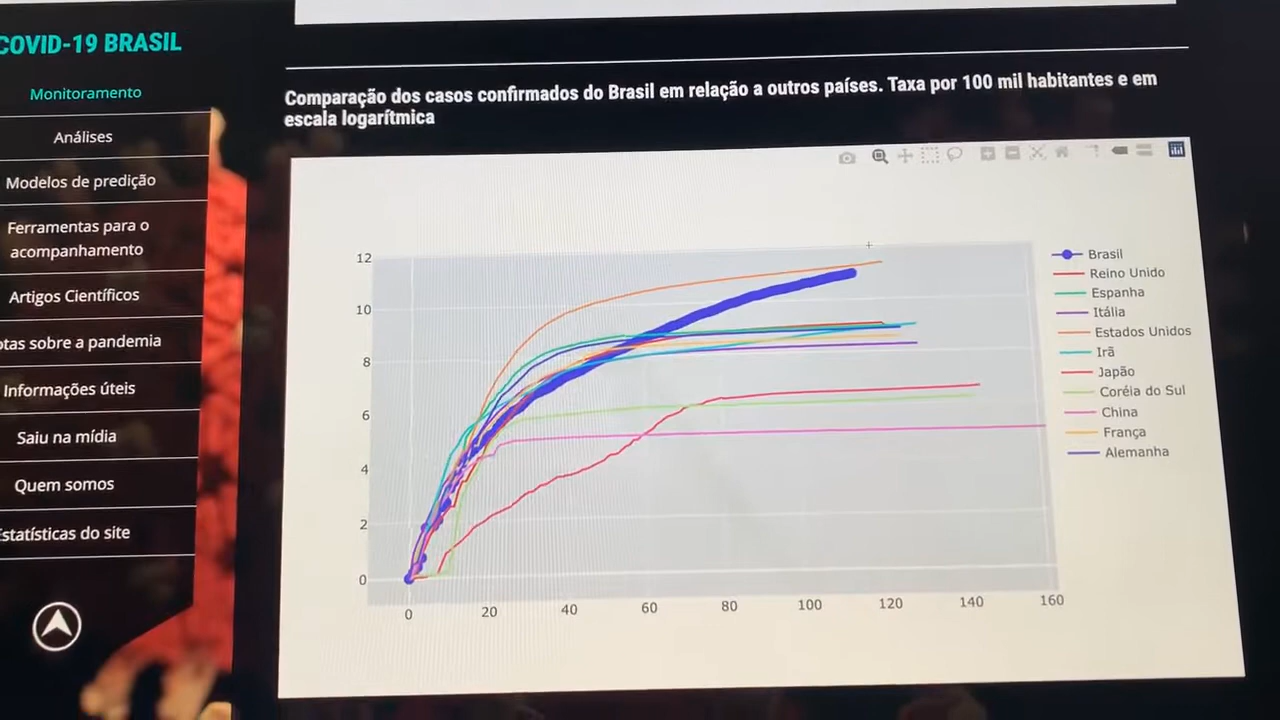 COVID-19 BRASIL
Monitoramento
Análises
Modelos de predição
Ferramentas para o
acompanhamento
Artigos Científicos
otas sobre a pandemia
Informações úteis
Saiu na mídia
Quem somos
Estatísticas do site
Comparação dos casos confirmados do Brasil em relação a outros países. Taxa por 100 mil habitantes e em
escala logarítmica
12
10
8
6
4
2
0
0 20 40 60 80 100 120 140 160
Brasil
Reino Unido
Espanha
Itália
Estados Unidos
Irã
Japão
Coréia do Sul
China
França
Alemanha